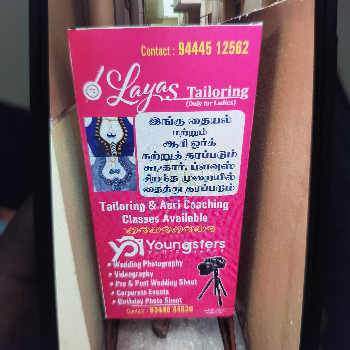 Contact : 94445 12562
Layas Tailoring
(Only for Ladies)
இங்கு தையல்
மற்றும்
ஆரி ஒர்க்
கற்றுக் தரப்படும்
சுடிதார், ப்ளவுஸ்
சிறந்த முறையில்
தைத்து தரப்படும்
Tailoring & Aari Coaching
Classes Available
Youngsters
PHOTOGRAPHY
• Wedding Photography
• Videography
• Pre & Post Wedding Shoot
• Corporate Events
• Birthday Photo Shoot
Contact